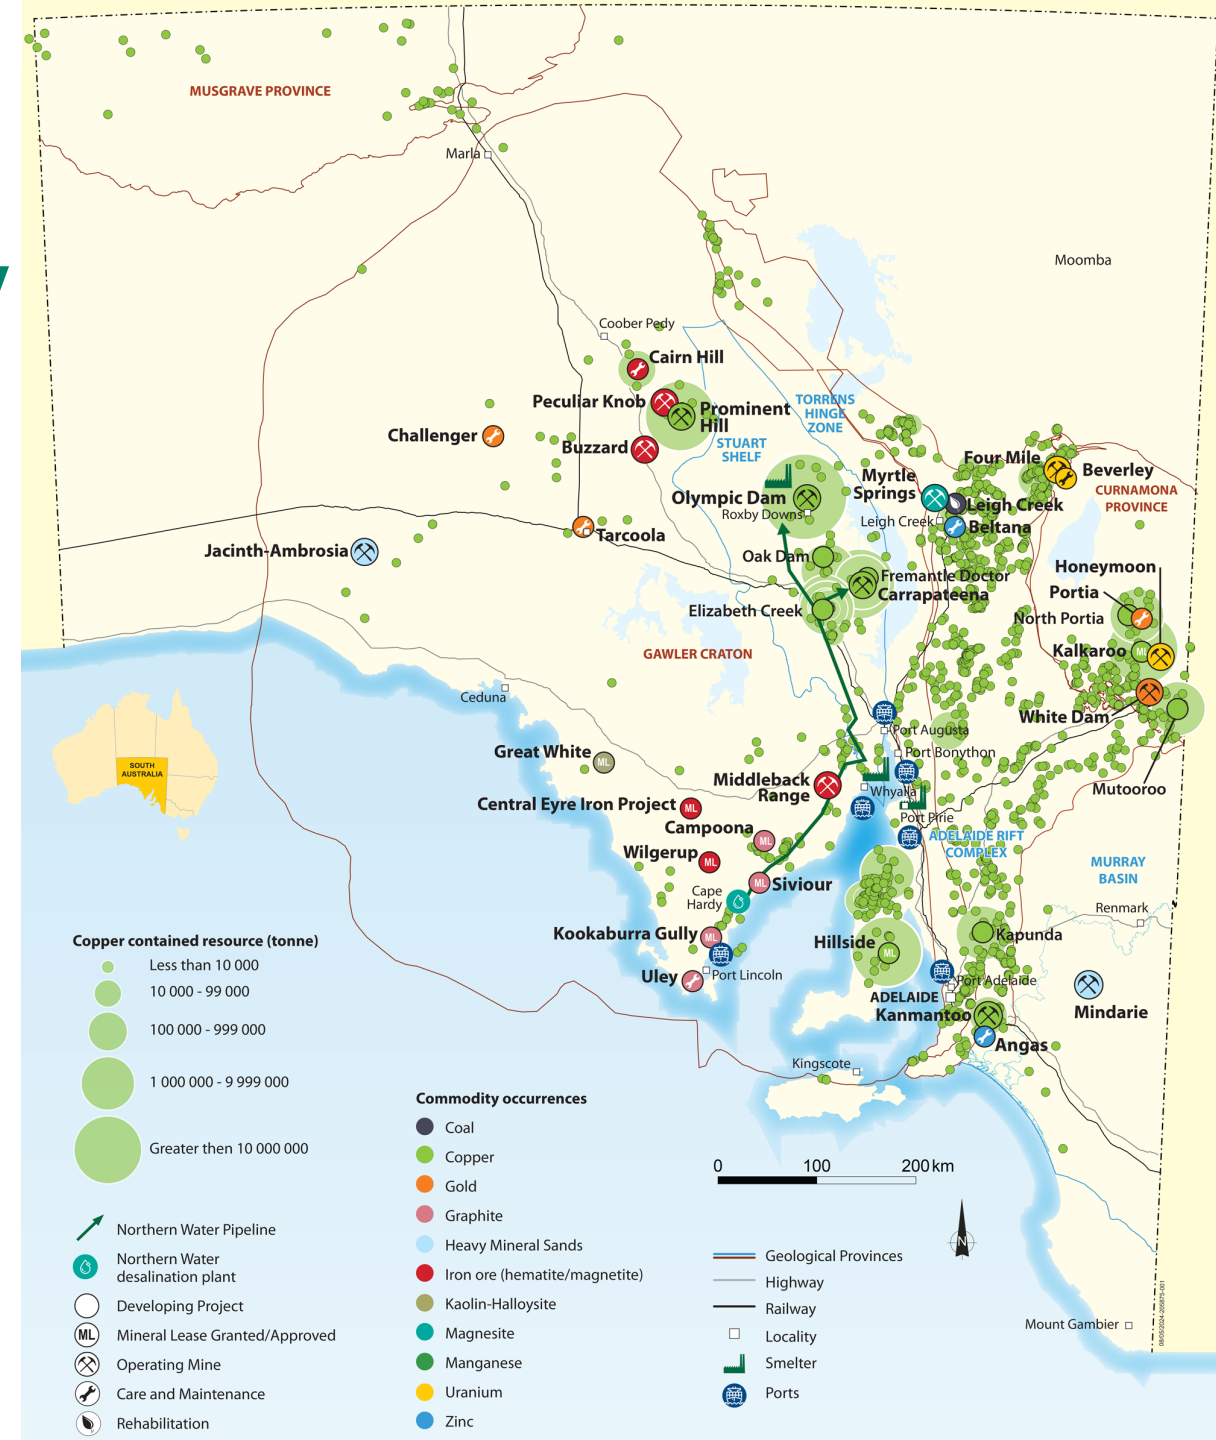 MUSGRAVE PROVINCE
Marla
Moomba
Coober Pedy
Cairn Hill
Peculiar Knob
Prominent
Hill
TORRENS
HINGE
ZONE
Challenger
Buzzard
STUART
SHELF
Four Mile
Beverley
Myrtle
Springs
CURNAMONA
PROVINCE
Olympic Dam
Roxby Downs
Leigh Creek
Leigh Creek
Beltana
Tarcoola
Jacinth-Ambrosia
Oak Dam
Honeymoon
Fremantle Doctor
Carrapateena
Portia
Elizabeth Creek
North Portia
GAWLER CRATON
Kalkaroo
ML
Ceduna
White Dam
Port Augusta
Great White
ML
Port Bonython
SOUTH
AUSTRALIA
Middleback
Range
Whyalla
Mutooroo
Central Eyre Iron Project
ML
Port Pirie
Campoona
ML
ADELAIDE RIFT
COMPLEX
Wilgerup
ML
MURRAY
BASIN
Siviour
ML
Cape
Hardy
Renmark
Kookaburra Gully
ML
Hillside
ML
Kapunda
Uley
Port Lincoln
Port Adelaide
ADELAIDE
Kanmantoo
Mindarie
Angas
Kingscote
Mount Gambier
Copper contained resource (tonne)
Less than 10 000
10 000 - 99 000
100 000 - 999 000
1 000 000 - 9 999 000
Greater then 10 000 000
Northern Water Pipeline
Northern Water
desalination plant
Developing Project
ML
Mineral Lease Granted/Approved
Operating Mine
Care and Maintenance
Rehabilitation
Commodity occurrences
Coal
Copper
Gold
Graphite
Heavy Mineral Sands
Iron ore (hematite/magnetite)
Kaolin-Halloysite
Magnesite
Manganese
Uranium
Zinc
0 100 200 km
N
Geological Provinces
Highway
Railway
Locality
Smelter
Ports